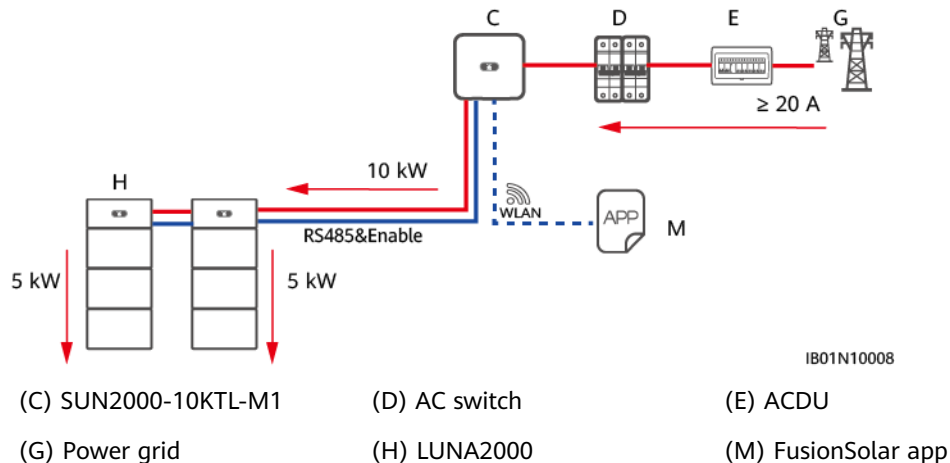 C D E G
≥ 20 A
10 kW
H
WLAN
APP
M
RS485&Enable
5 kW 5 kW
IB01N10008
(C) SUN2000-10KTL-M1 (D) AC switch (E) ACDU
(G) Power grid (H) LUNA2000 (M) FusionSolar app